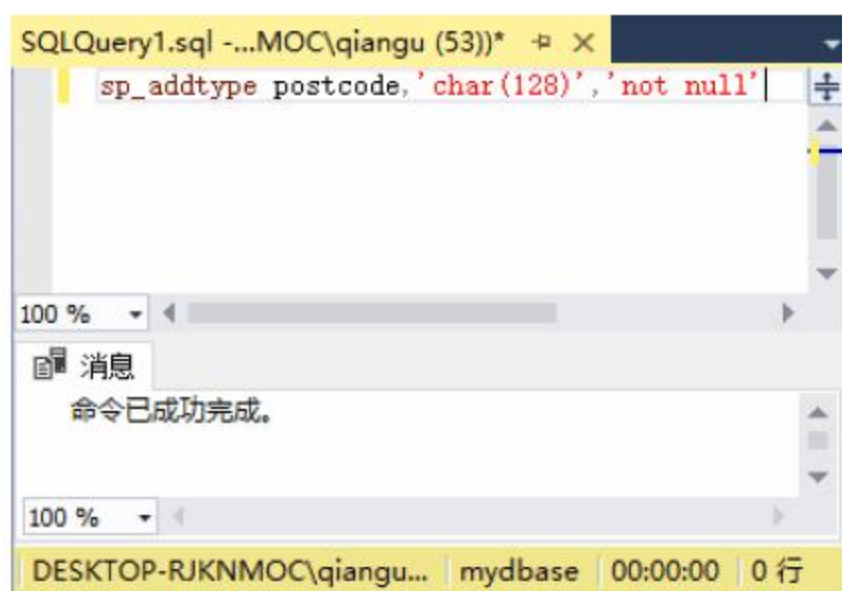 SQLQuery1.sql -...MOC\qiangu (53))*
sp_addtype postcode,'char(128)','not null'
100 %
消息
命令已成功完成。
100 %
DESKTOP-RJKNMOC\qiangu... mydbase 00:00:00 0 行